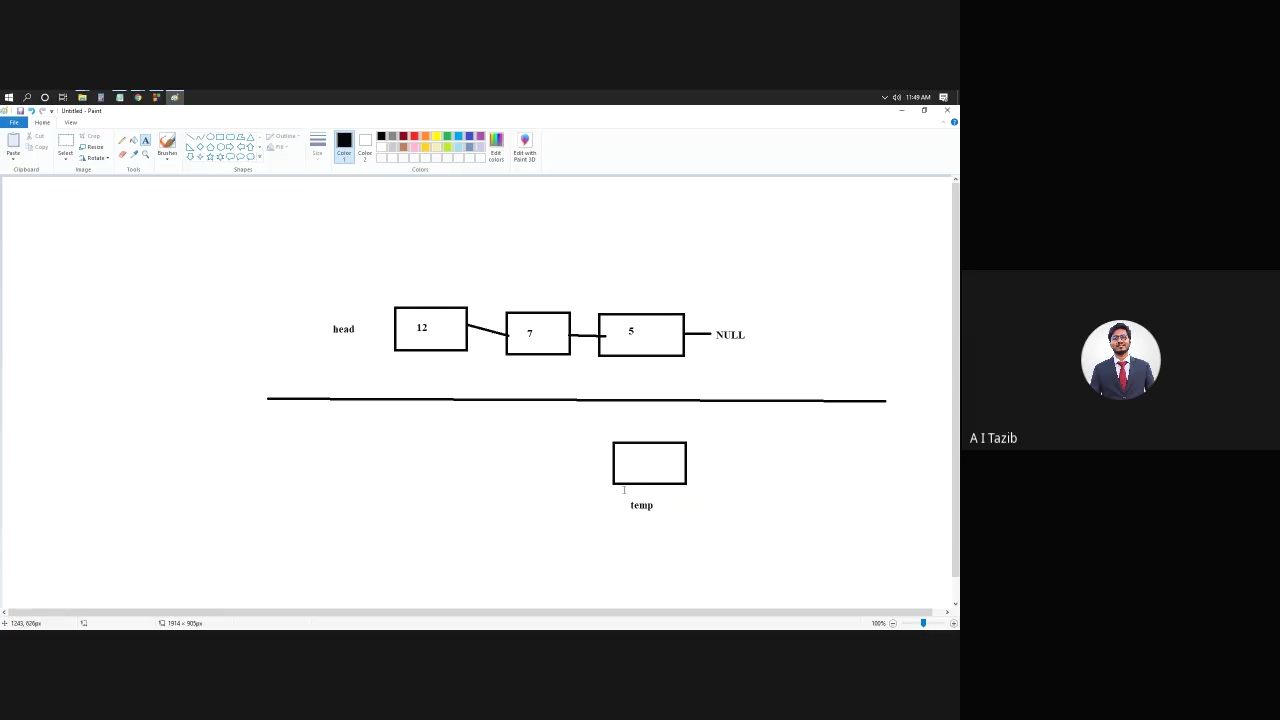 11:49 AM
Untitled - Paint
File
Home
View
Cut
Copy
Paste
Clipboard
Select
Crop
Resize
Rotate
Image
A
Tools
Brushes
Outline
Fill
Shapes
Size
Color 1
Color 2
Edit colors
Edit with Paint 3D
Colors
head
12
7
5
NULL
temp
A I Tazib
1243, 626px
1914 × 905px
100%